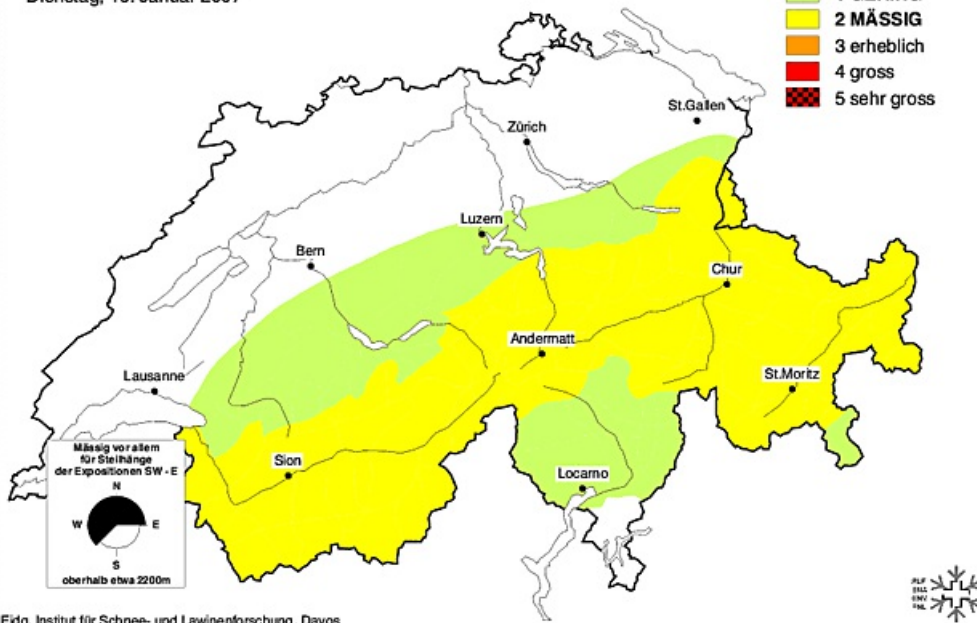 2 MÄSSIG
3 erheblich
4 gross
5 sehr gross
St.Gallen
Zürich
Luzern
Bern
Chur
Andermatt
St.Moritz
Lausanne
Sion
Locarno
Mässig vor allem
für Steilhänge
der Expositionen SW - E
N
W E
S
oberhalb etwa 2200m
Eidg. Institut für Schnee- und Lawinenforschung, Davos